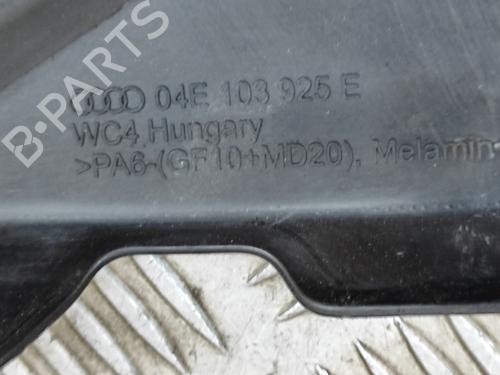 B-PARTS
04E 103 925 E
WC4 Hungary
>PA6-(GF10+MD20), Melamin-